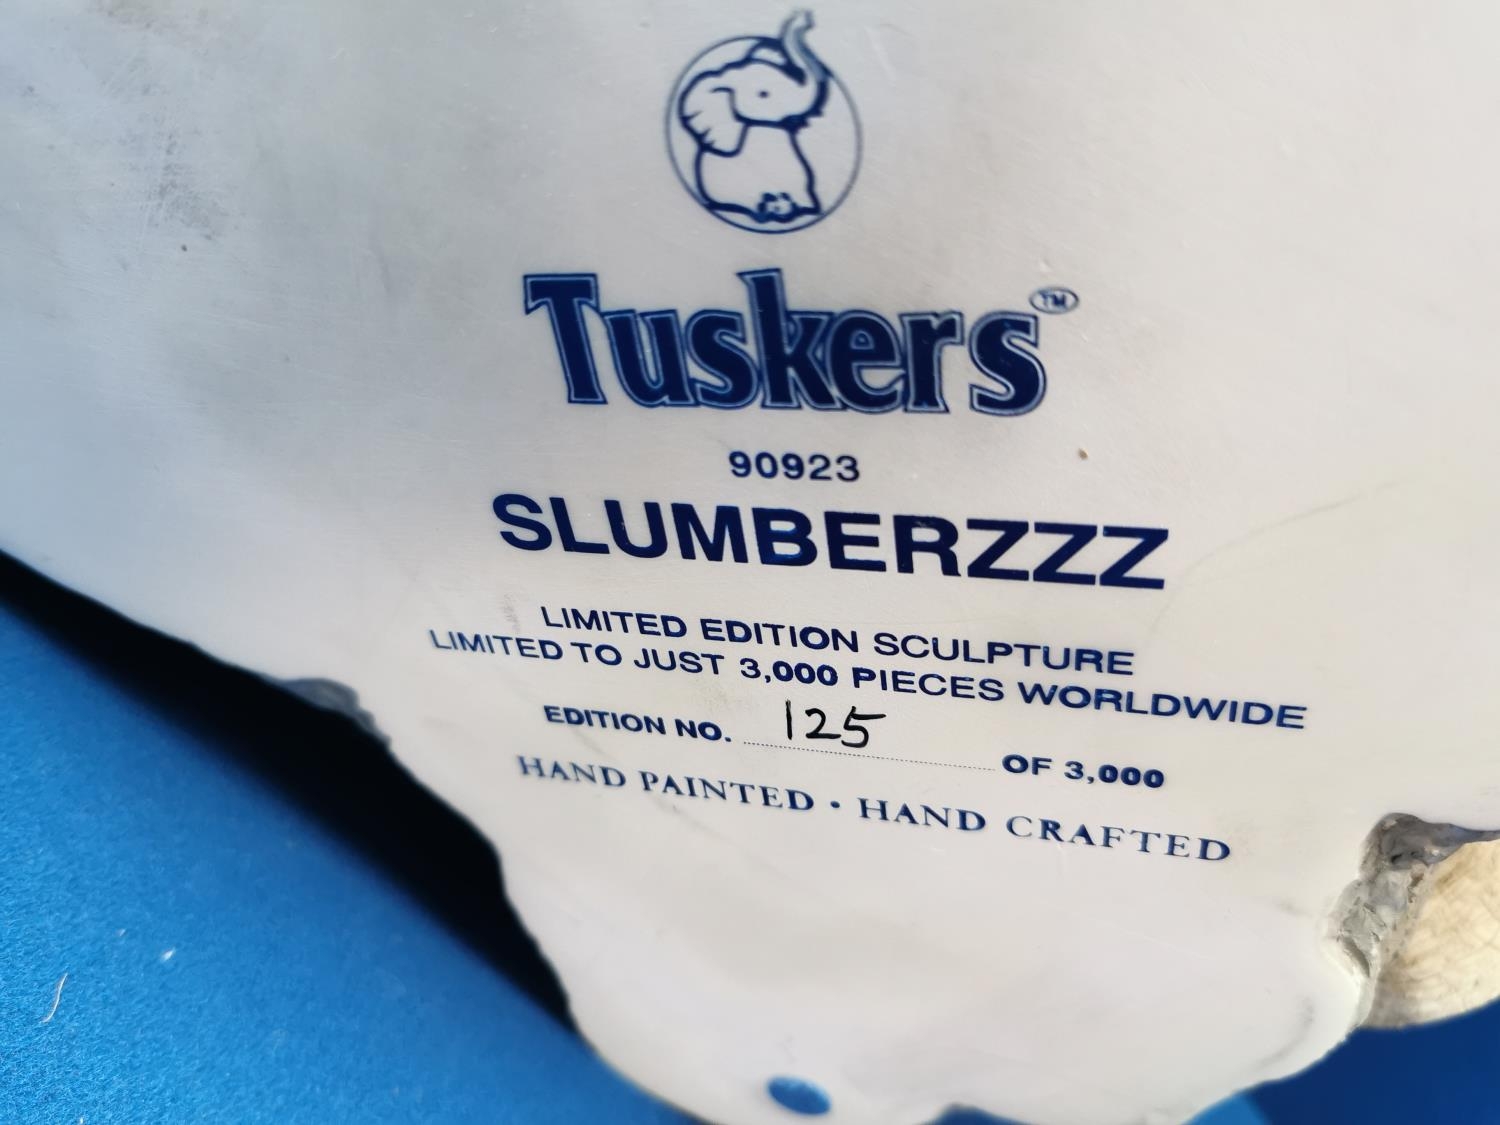 Tuskers™
90923
SLUMBERZZZ
LIMITED EDITION SCULPTURE
LIMITED TO JUST 3,000 PIECES WORLDWIDE
EDITION NO. 125 OF 3,000
HAND PAINTED • HAND CRAFTED